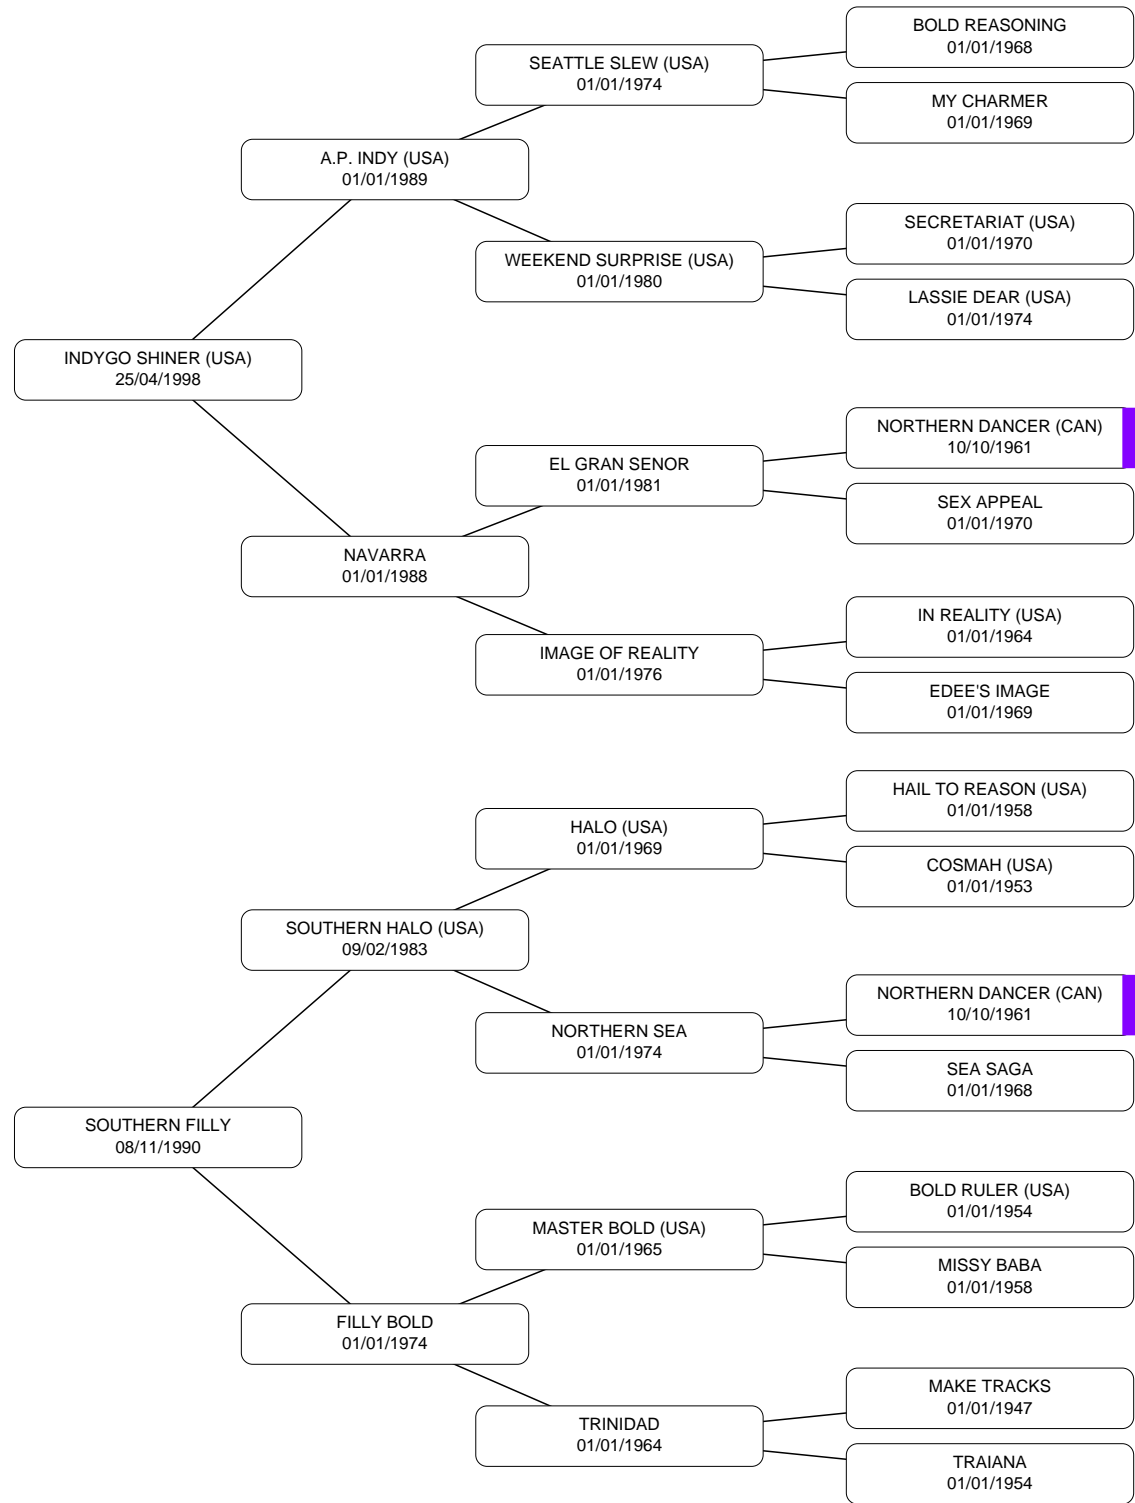 BOLD REASONING
01/01/1968
SEATTLE SLEW (USA)
01/01/1974
MY CHARMER
01/01/1969
A.P. INDY (USA)
01/01/1989
SECRETARIAT (USA)
01/01/1970
WEEKEND SURPRISE (USA)
01/01/1980
LASSIE DEAR (USA)
01/01/1974
INDYGO SHINER (USA)
25/04/1998
NORTHERN DANCER (CAN)
10/10/1961
EL GRAN SENOR
01/01/1981
SEX APPEAL
01/01/1970
NAVARRA
01/01/1988
IN REALITY (USA)
01/01/1964
IMAGE OF REALITY
01/01/1976
EDEE'S IMAGE
01/01/1969
HAIL TO REASON (USA)
01/01/1958
HALO (USA)
01/01/1969
COSMAH (USA)
01/01/1953
SOUTHERN HALO (USA)
09/02/1983
NORTHERN DANCER (CAN)
10/10/1961
NORTHERN SEA
01/01/1974
SEA SAGA
01/01/1968
SOUTHERN FILLY
08/11/1990
BOLD RULER (USA)
01/01/1954
MASTER BOLD (USA)
01/01/1965
MISSY BABA
01/01/1958
FILLY BOLD
01/01/1974
MAKE TRACKS
01/01/1947
TRINIDAD
01/01/1964
TRAIANA
01/01/1954